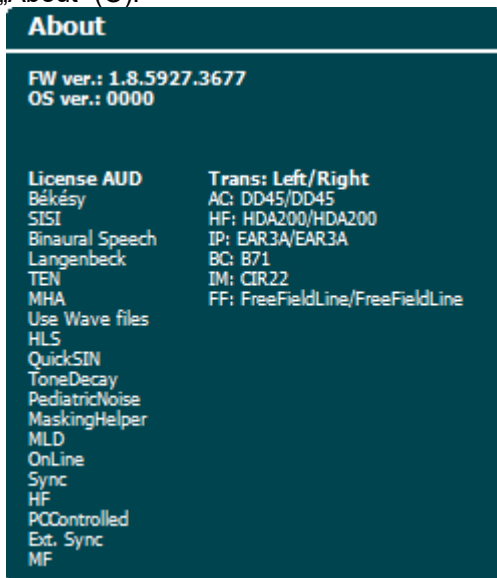 „About" (C).
About
FW ver.: 1.8.5927.3677
OS ver.: 0000
License AUD
Békésy
SISI
Binaural Speech
Langenbeck
TEN
MHA
Use Wave files
HLS
QuickSIN
ToneDecay
PediatricNoise
MaskingHelper
MLD
OnLine
Sync
HF
PCControlled
Ext. Sync
MF
Trans: Left/Right
AC: DD45/DD45
HF: HDA200/HDA200
IP: EAR3A/EAR3A
BC: B71
IM: CIR22
FF: FreeFieldLine/FreeFieldLine